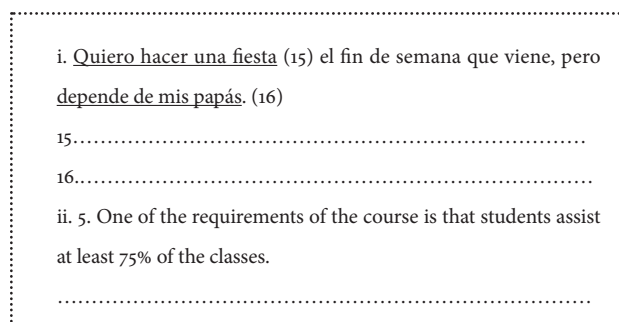 i. Quiero hacer una fiesta (15) el fin de semana que viene, pero
depende de mis papás. (16)
15…………………………………………………………………
16…………………………………………………………………
ii. 5. One of the requirements of the course is that students assist
at least 75% of the classes.
……………………………………………………………………